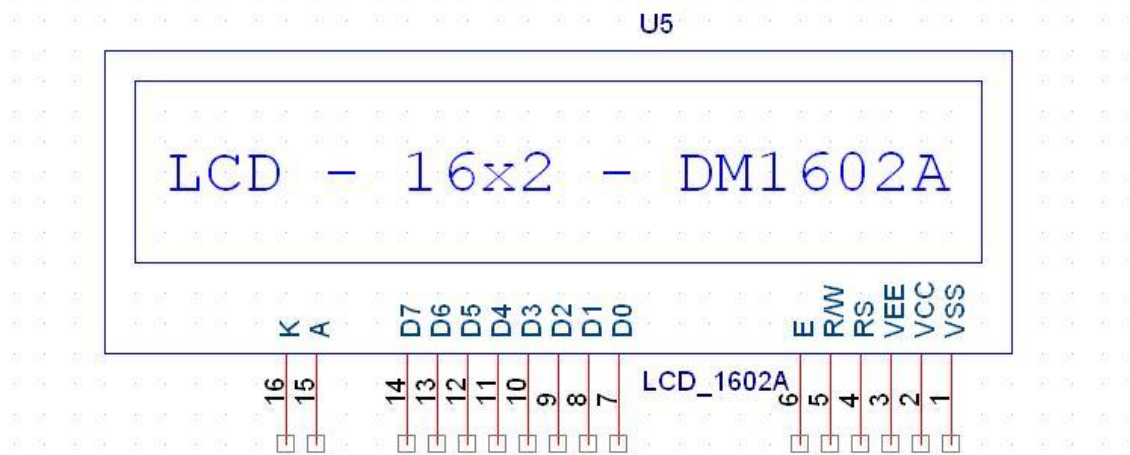 U5
LCD - 16x2 - DM1602A
K A D7 D6 D5 D4 D3 D2 D1 D0 E R/W RS VEE VCC VSS
LCD_1602A
16 15 14 13 12 11 10 9 8 7 6 5 4 3 2 1